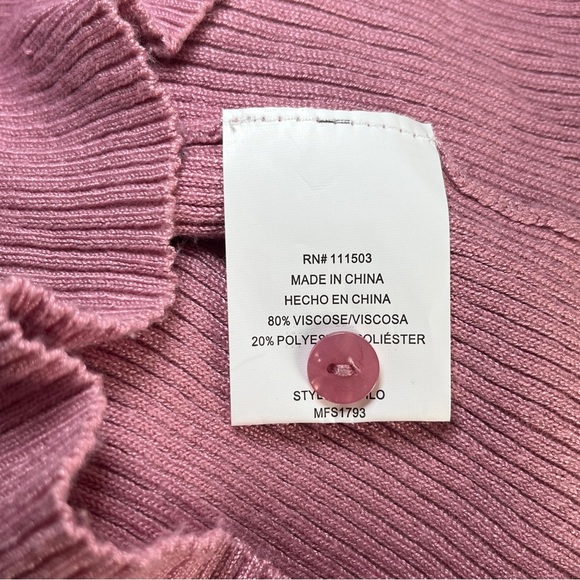 RN# 111503
MADE IN CHINA
HECHO EN CHINA
80% VISCOSE/VISCOSA
20%
MFS1793